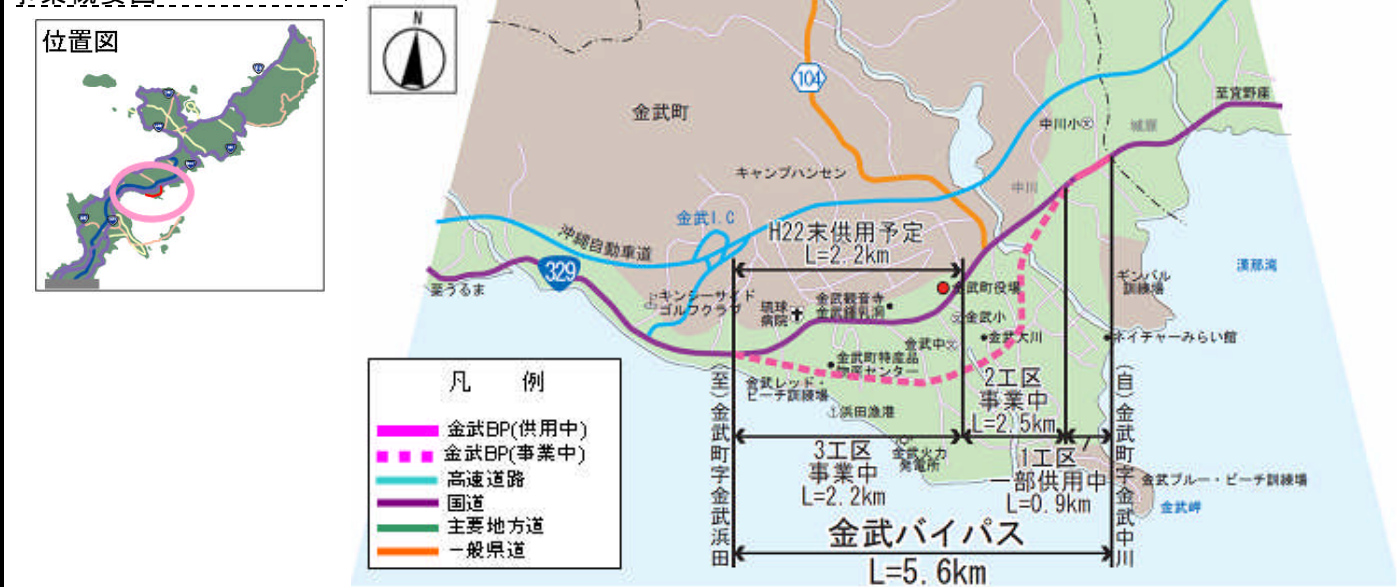 位置図
N
104
至宜野座
金武町
中川小
城原
キャンプハンセン
中川
金武I.C
H22末供用予定
L=2.2km
沖縄自動車道
漢那湾
329
ギンバル
訓練場
至うるま
金武町役場
キンシーサイド
ゴルフクラブ
琉球
病院
金武観音寺
金武鍾乳洞
金武小
金武中
金武大川
ネイチャーみらい館
金武町特産品
物産センター
凡 例
金武BP(供用中)
金武BP(事業中)
高速道路
国道
主要地方道
一般県道
金武レッド・
ビーチ訓練場
浜田漁港
2工区
事業中
L=2.5km
(至)金武町字金武浜田
(自)金武町字金武中川
3工区
事業中
L=2.2km
金武火力
発電所
1工区
一部供用中
L=0.9km
金武ブルー・ビーチ訓練場
金武岬
金武バイパス
L=5.6km